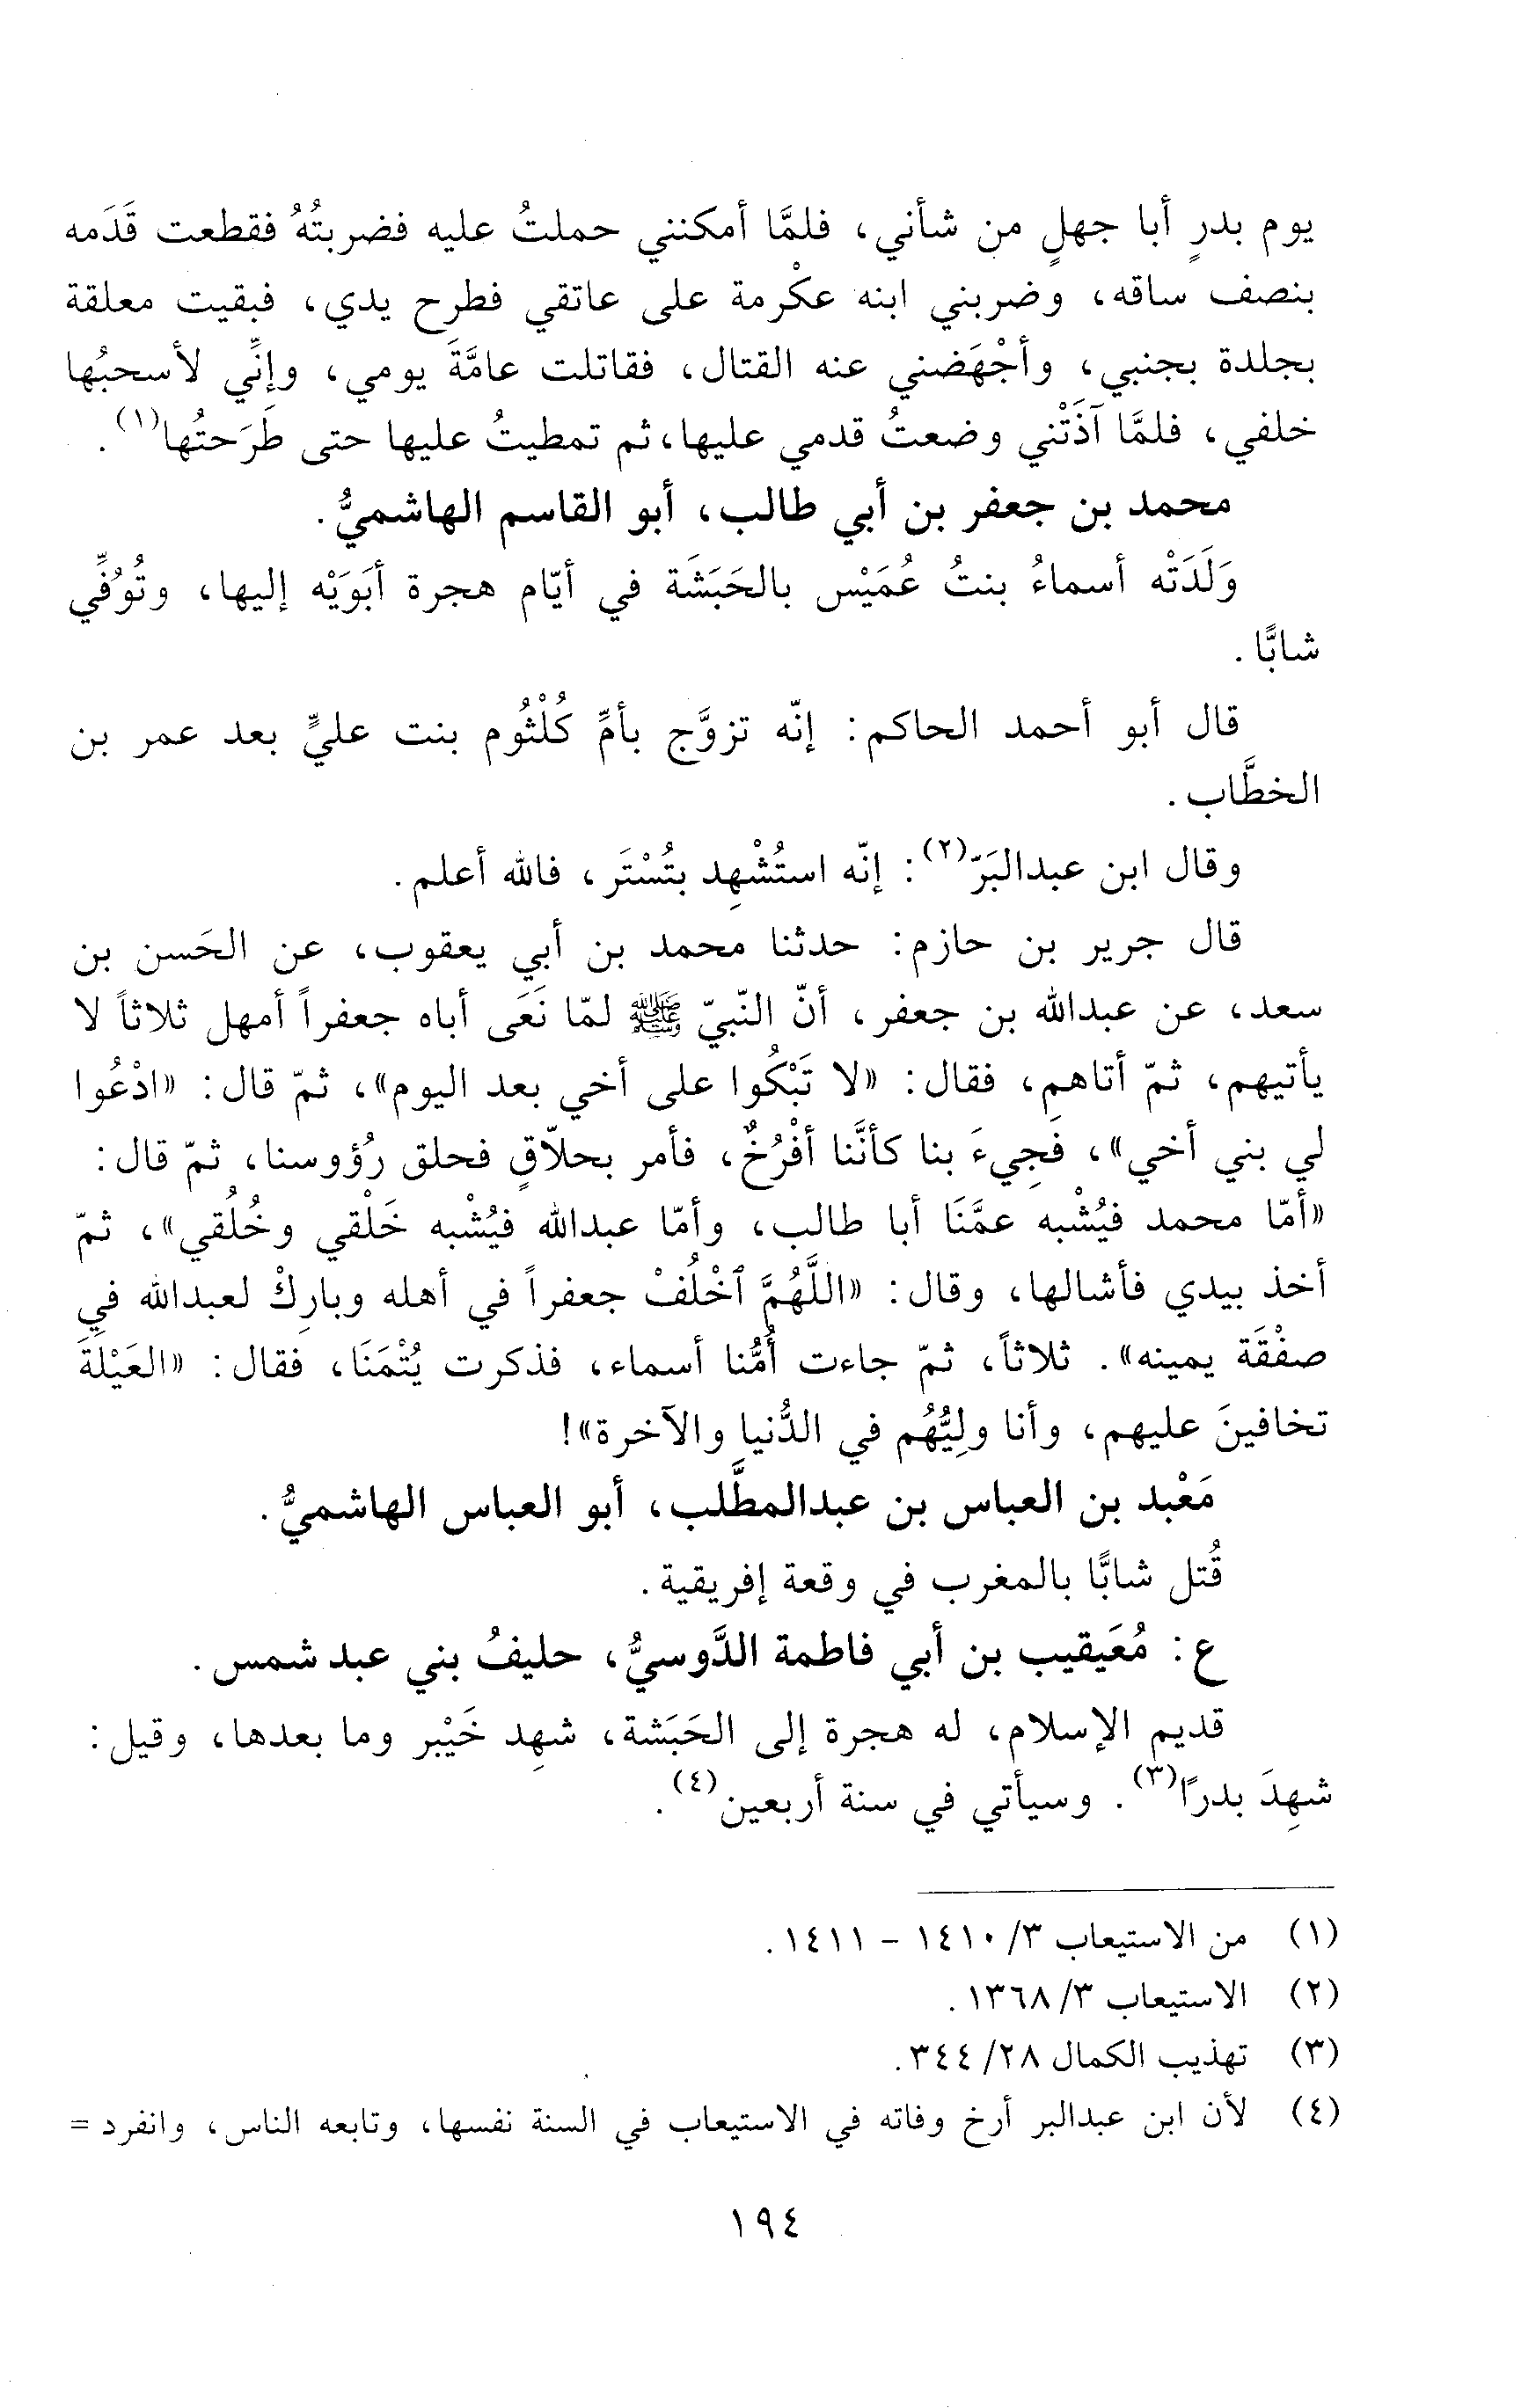 يوم بدرٍ أبا جهلٍ من شأني، فلمَّا أمكنني حملتُ عليه فضربتُهُ فقطعت قَدَمه
بنصف ساقه، وضربني ابنه عكْرمة على عاتقي فطرح يدي، فبقيت معلقة
بجلدة بجنبي، وأجْهَضني عنه القتال، فقاتلت عامَّةَ يومي، وإنِّي لأسحبُها
خلفي، فلمَّا آذَتْني وضعتُ قدمي عليها، ثم تمطيتُ عليها حتى طَرَحتُها(١).
محمد بن جعفر بن أبي طالب، أبو القاسم الهاشميُّ.
وَلَدَتْه أسماءُ بنتُ عُمَيْس بالحَبَشَة في أيّام هجرة أبَوَيْه إليها، وتُوُفِّي
شابًّا.
قال أبو أحمد الحاكم: إنّه تزوَّج بأمِّ كُلْثُوم بنت عليٍّ بعد عمر بن
الخطَّاب.
وقال ابن عبدالبَرّ(٢): إنّه استُشْهِد بتُسْتَر، فالله أعلم.
قال جرير بن حازم: حدثنا محمد بن أبي يعقوب، عن الحَسن بن
سعد، عن عبدالله بن جعفر، أنّ النّبيّ ﷺ لمّا نَعَى أباه جعفراً أمهل ثلاثاً لا
يأتيهم، ثمّ أتاهم، فقال: «لا تَبْكُوا على أخي بعد اليوم»، ثمّ قال: «ادْعُوا
لي بني أخي»، فَجِيءَ بنا كأنَّنا أفْرُخٌ، فأمر بحلاّقٍ فحلق رُؤوسنا، ثمّ قال:
«أمّا محمد فيُشْبه عمَّنَا أبا طالب، وأمّا عبدالله فيُشْبه خَلْقي وخُلُقي»، ثمّ
أخذ بيدي فأشالها، وقال: «اللَّهُمَّ ٱخْلُفْ جعفراً في أهله وبارِكْ لعبدالله في
صفْقَة يمينه». ثلاثاً، ثمّ جاءت أُمُّنا أسماء، فذكرت يُتْمَنَا، فقال: «العَيْلَةَ
تخافينَ عليهم، وأنا ولِيُّهُم في الدُّنيا والآخرة»!
مَعْبد بن العباس بن عبدالمطَّلب، أبو العباس الهاشميُّ.
قُتل شابًّا بالمغرب في وقعة إفريقية.
ع: مُعَيقيب بن أبي فاطمة الدَّوسيُّ، حليفُ بني عبد شمس.
قديم الإسلام، له هجرة إلى الحَبَشة، شهِد خَيْبر وما بعدها، وقيل:
شهِدَ بدرًا(٣). وسيأتي في سنة أربعين(٤).
(١) من الاستيعاب ٣/ ١٤١٠ - ١٤١١.
(٢) الاستيعاب ٣/ ١٣٦٨.
(٣) تهذيب الكمال ٢٨/ ٣٤٤.
(٤) لأن ابن عبدالبر أرخ وفاته في الاستيعاب في السنة نفسها، وتابعه الناس، وانفرد =
١٩٤